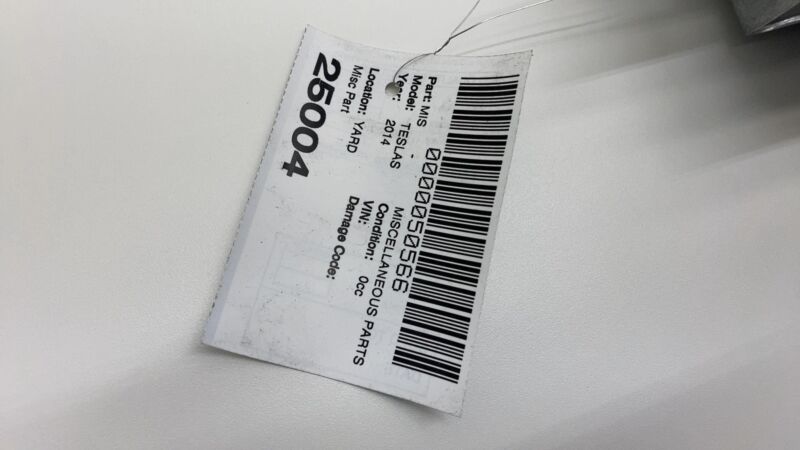 0000050566
Part: MIS MISCELLANEOUS PARTS
Model: TESLAS Condition: 0cc
Year: 2014 VIN:
Damage Code:
Location: YARD
Misc Part
25004